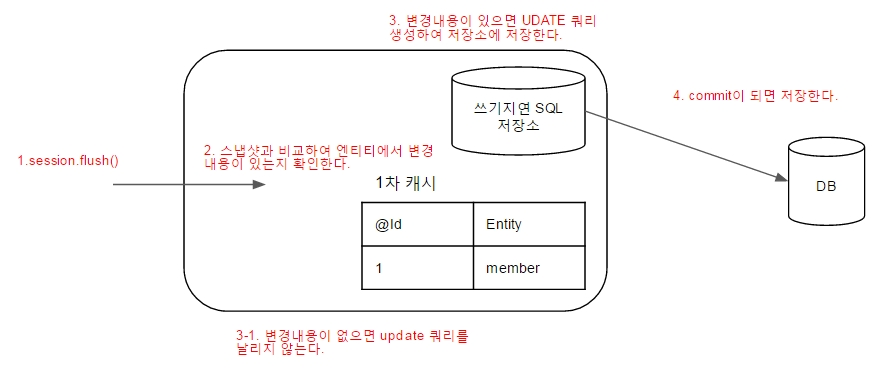 3. 변경내용이 있으면 UDATE 쿼리
생성하여 저장소에 저장한다.
쓰기지연 SQL
저장소
4. commit이 되면 저장한다.
1.session.flush()
2. 스냅샷과 비교하여 엔티티에서 변경
내용이 있는지 확인한다.
DB
1차 캐시
@Id
Entity
1
member
3-1. 변경내용이 없으면 update 쿼리를
날리지 않는다.